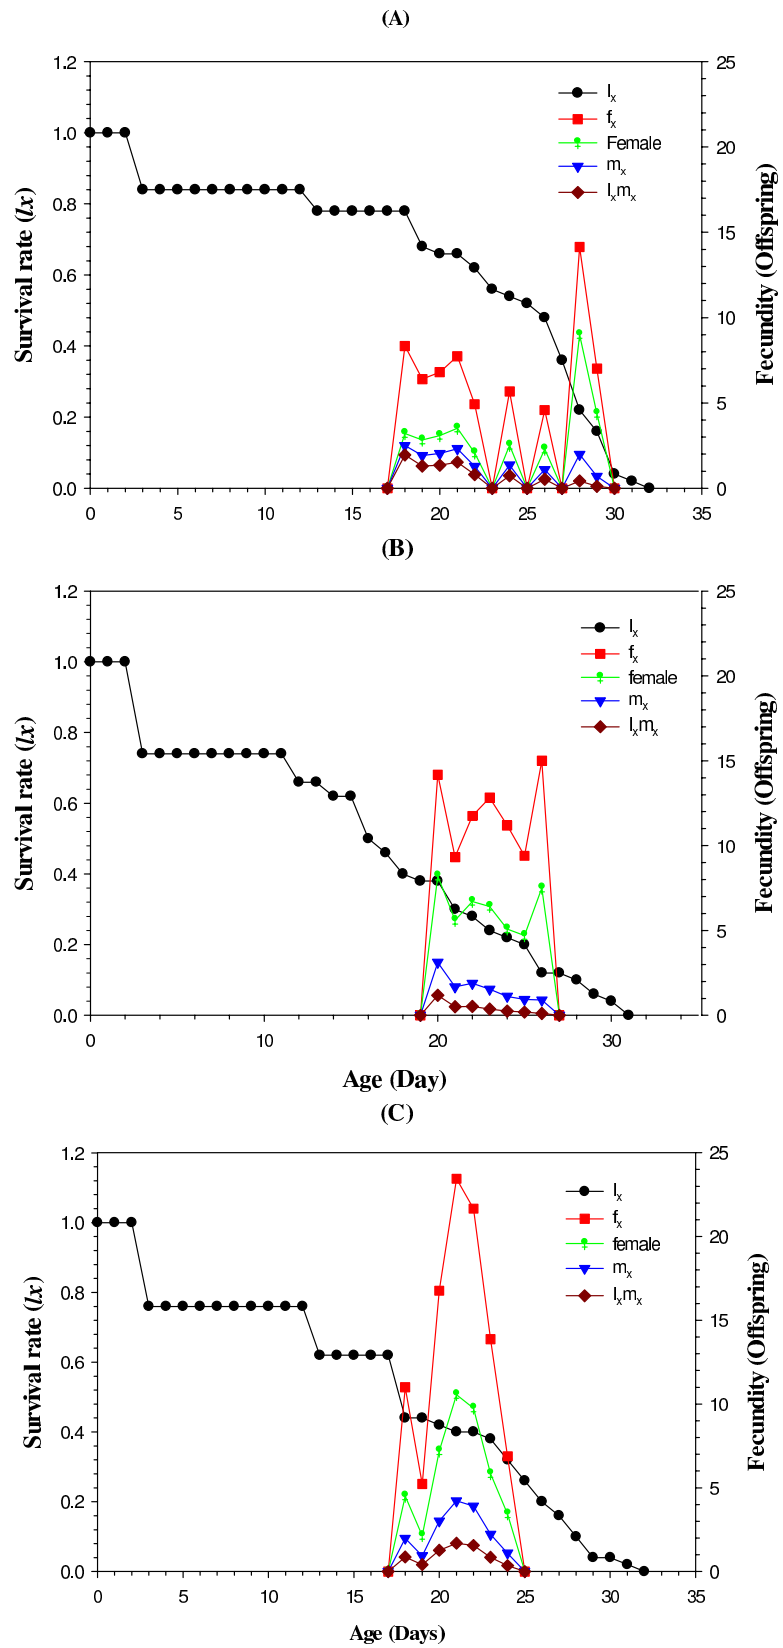 (A)
1.2
1.0
0.8
0.6
0.4
0.2
0.0
Survival rate (lx)
25
20
15
10
5
0
Fecundity (Offspring)
lx
fx
Female
mx
lxmx
0 5 10 15 20 25 30 35
(B)
1.2
1.0
0.8
0.6
0.4
0.2
0.0
Survival rate (lx)
25
20
15
10
5
0
Fecundity (Offspring)
lx
fx
female
mx
lxmx
0 10 20 30
Age (Day)
(C)
1.2
1.0
0.8
0.6
0.4
0.2
0.0
Survival rate (lx)
25
20
15
10
5
0
Fecundity (Offspring)
lx
fx
female
mx
lxmx
0 5 10 15 20 25 30 35
Age (Days)